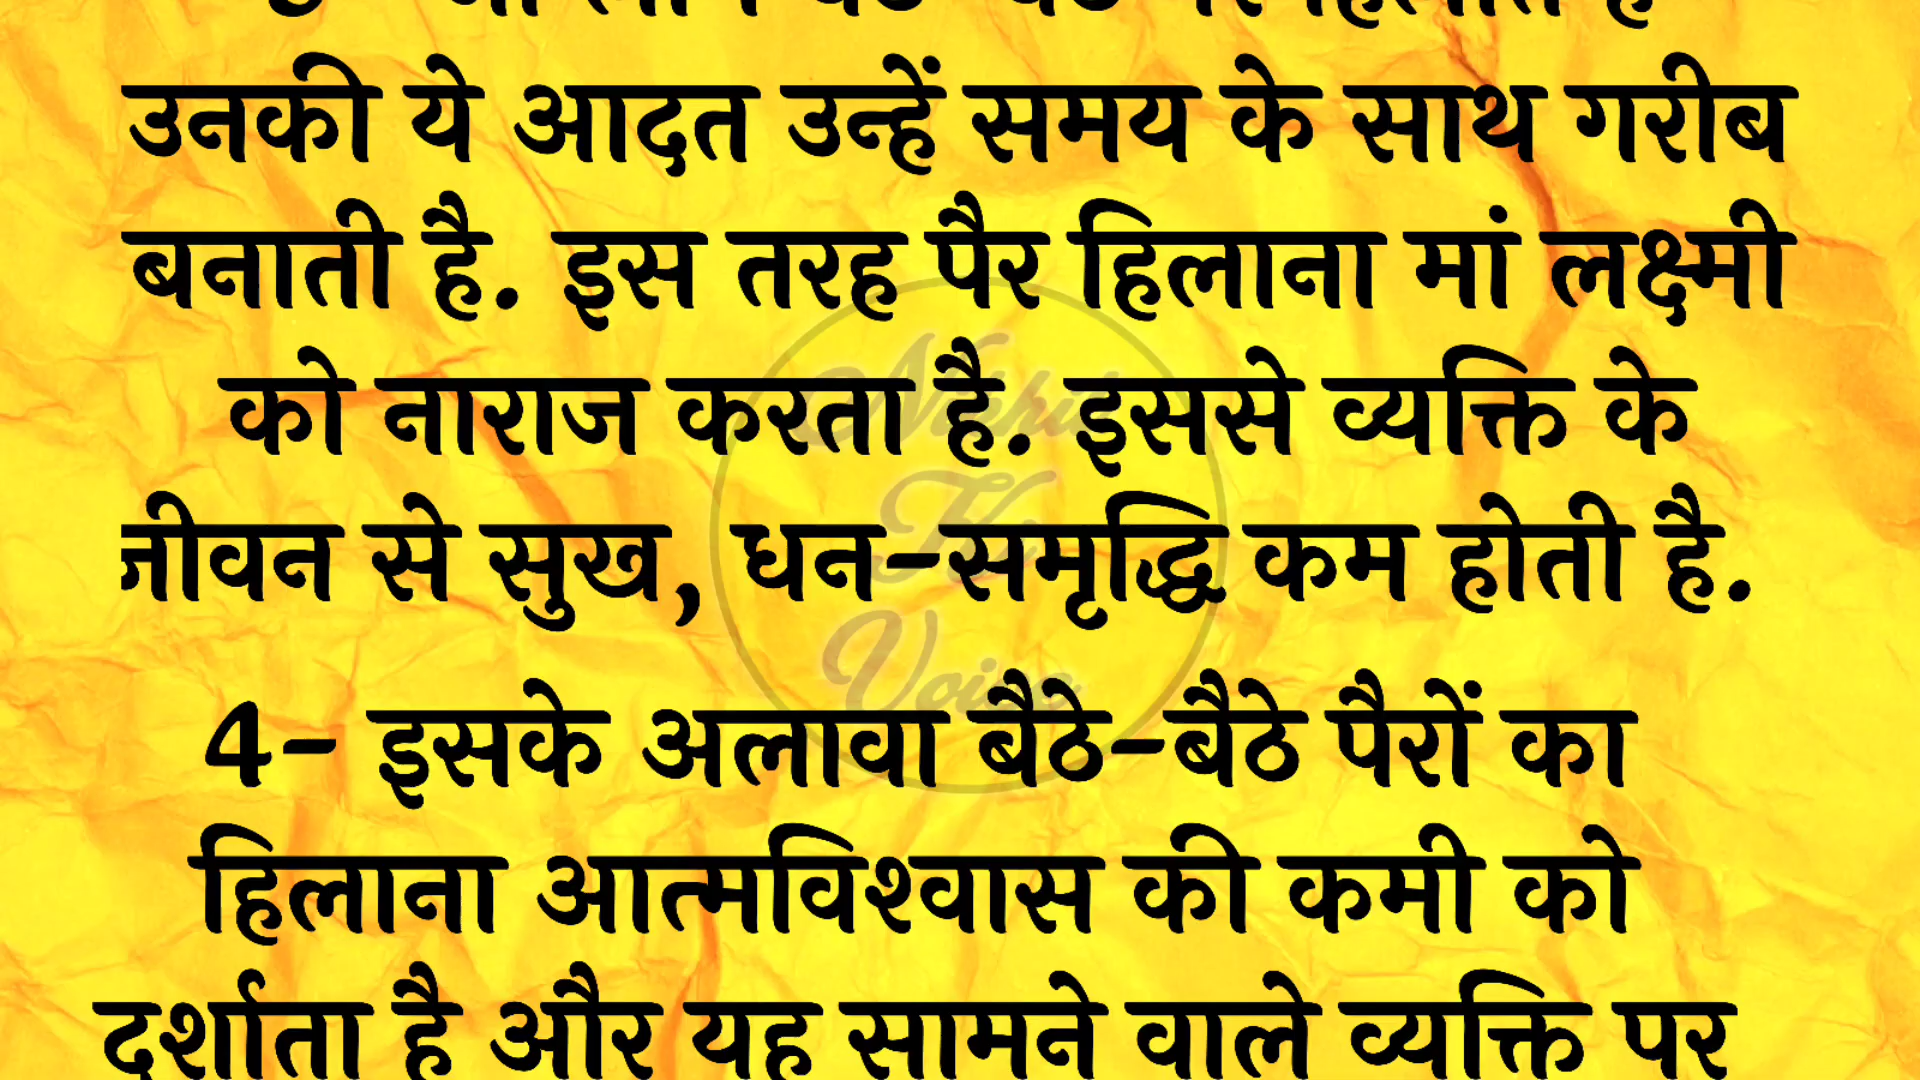 उनकी ये आदत उन्हें समय के साथ गरीब
बनाती है. इस तरह पैर हिलाना मां लक्ष्मी
को नाराज करता है. इससे व्यक्ति के
जीवन से सुख, धन-समृद्धि कम होती है.
4- इसके अलावा बैठे-बैठे पैरों का
हिलाना आत्मविश्वास की कमी को
दर्शाता है और यह सामने वाले व्यक्ति पर